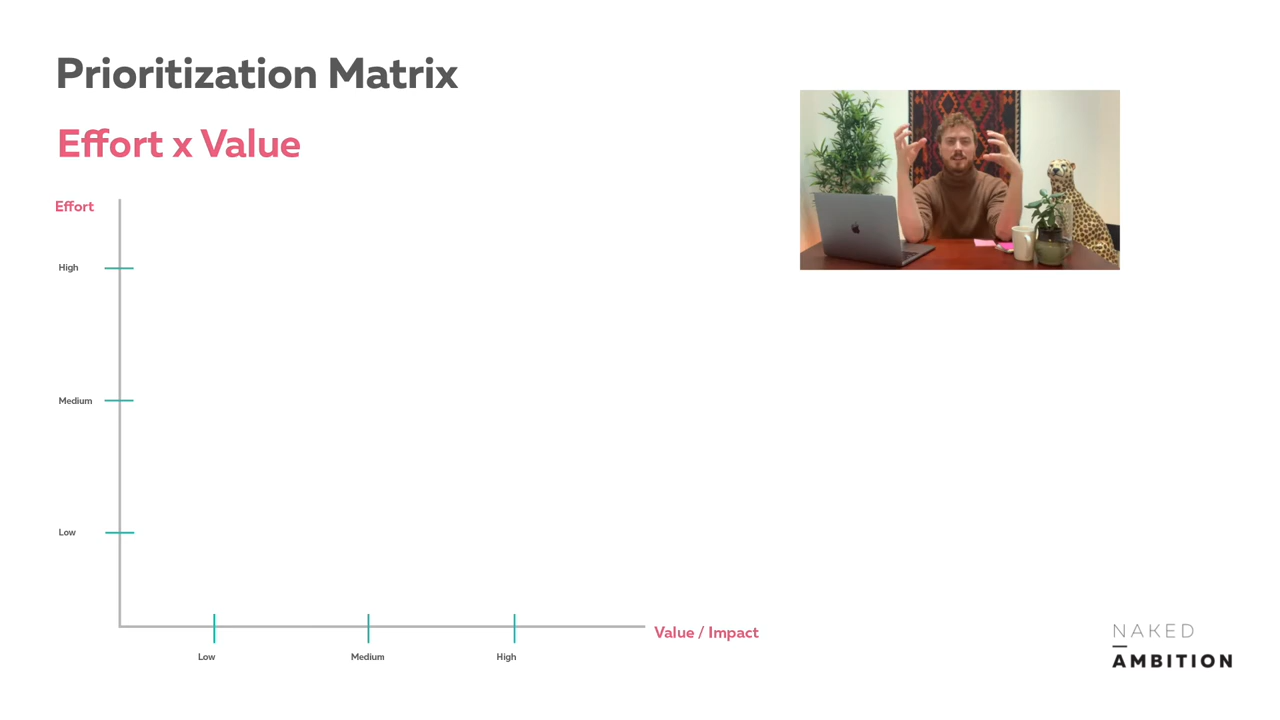 Prioritization Matrix
Effort x Value
Effort
High
Medium
Low
Low Medium High
Value / Impact
NAKED
AMBITION